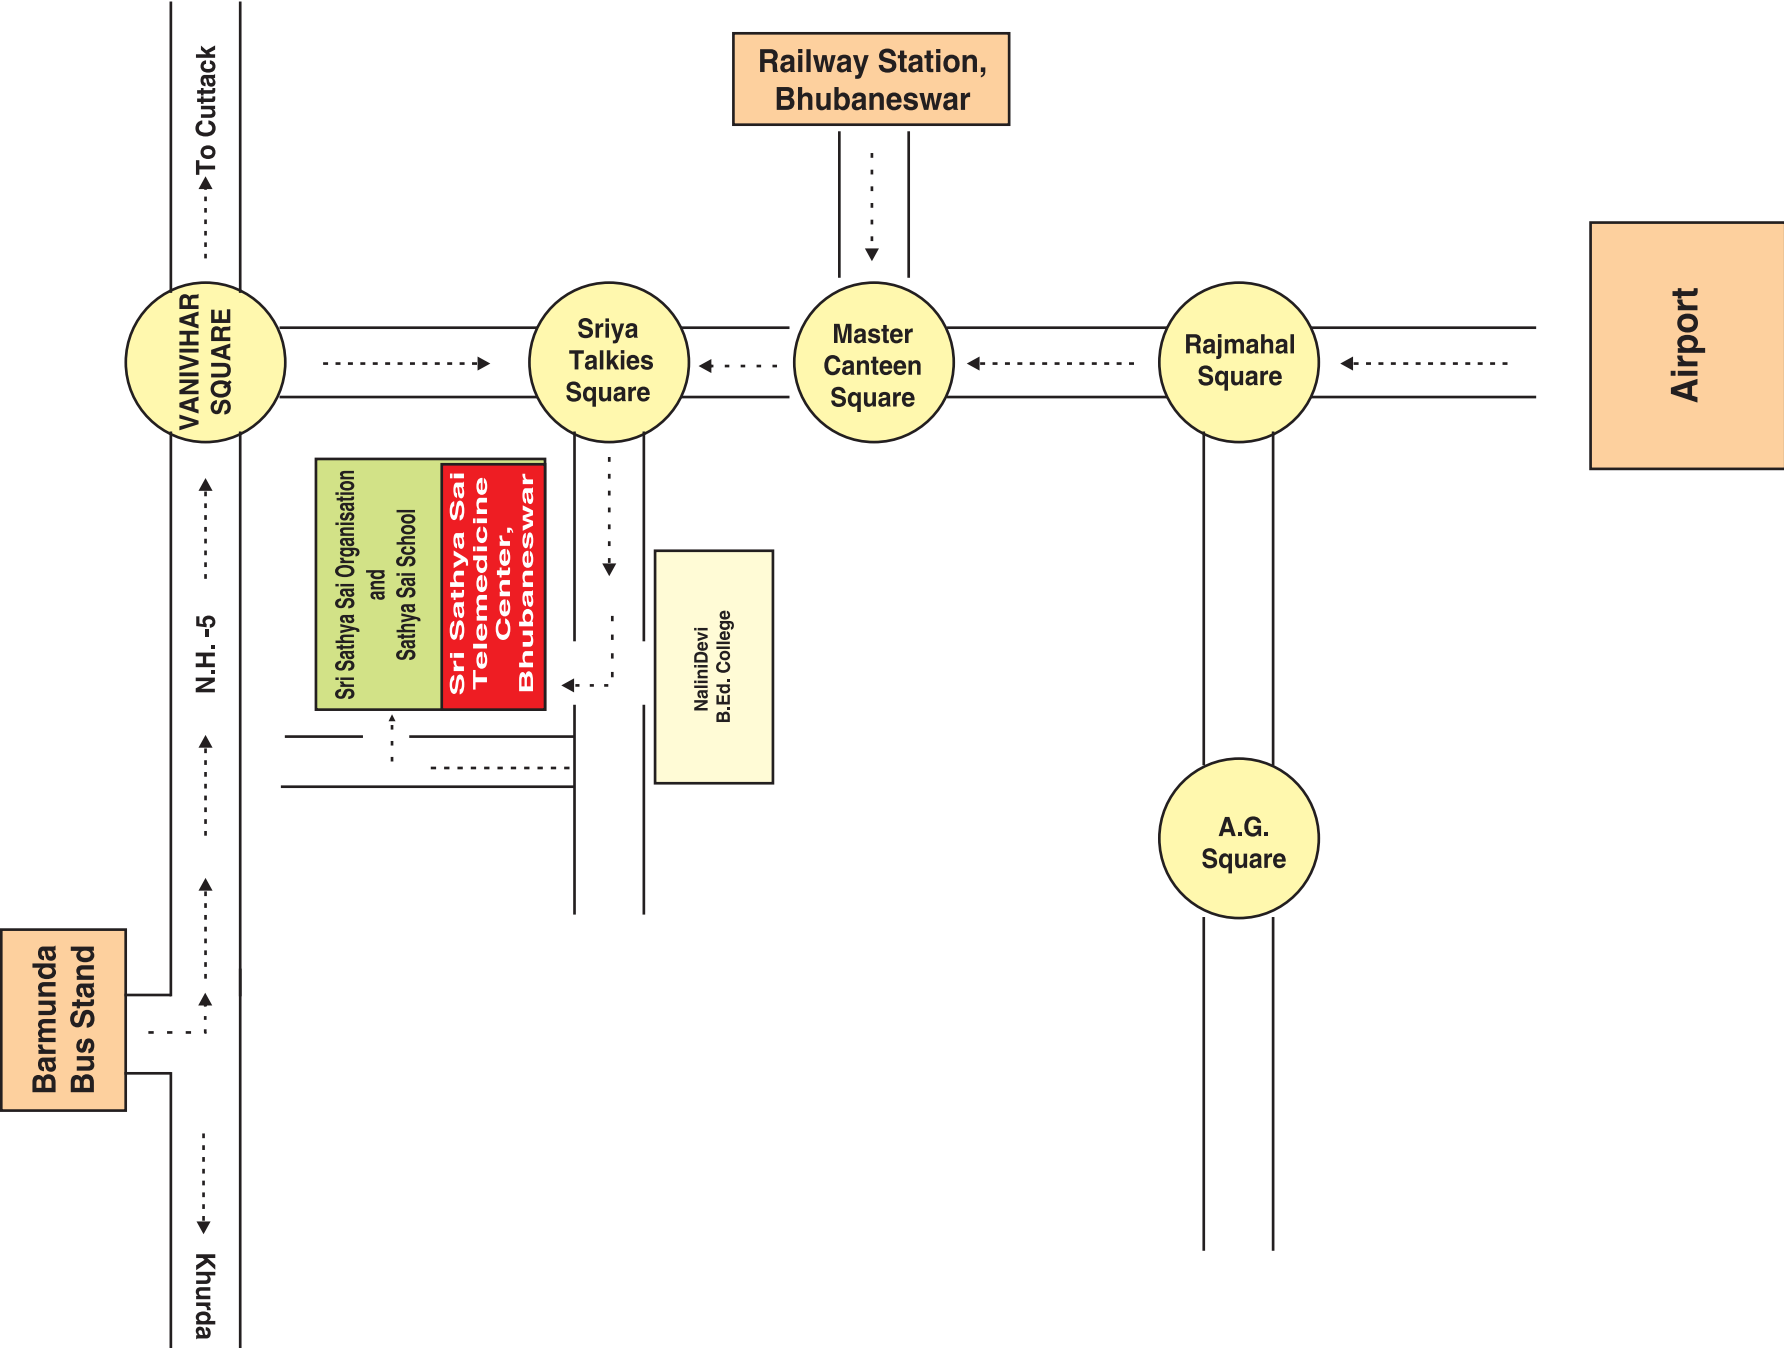 To Cuttack
Railway Station,
Bhubaneswar
VANIVIHAR
SQUARE
Sriya
Talkies
Square
Master
Canteen
Square
Rajmahal
Square
Airport
Sri Sathya Sai Organisation
and
Sathya Sai School
Sri Sathya Sai
Telemedicine
Center,
Bhubaneswar
N.H. -5
NaliniDevi
B.Ed. College
A.G.
Square
Barmunda
Bus Stand
Khurda